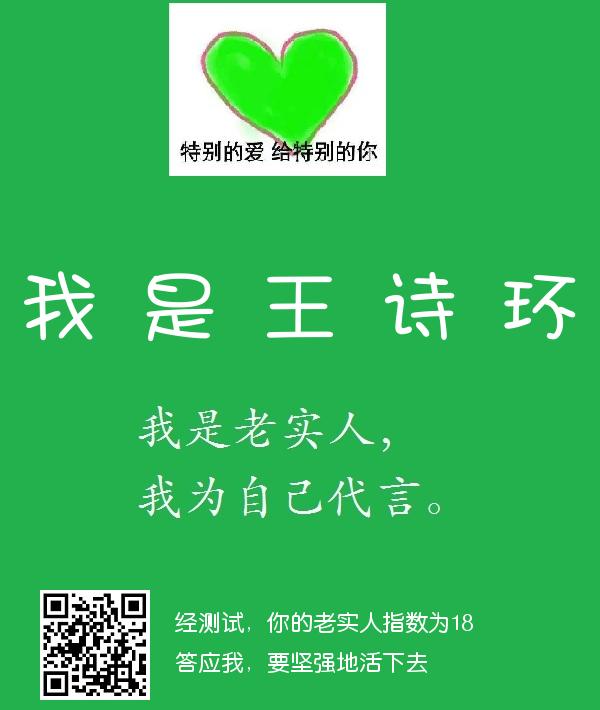 特别的爱 给特别的你
我是王诗环
我是老实人，
我为自己代言。
经测试，你的老实人指数为18
答应我，要坚强地活下去